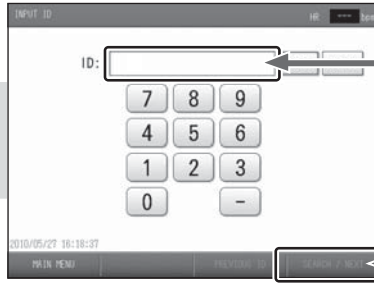 INPUT ID
HR --- bpm
ID:
7 8 9
4 5 6
1 2 3
0 -
2010/05/27 16:18:37
MAIN MENU PREVIOUS ID SEARCH / NEXT